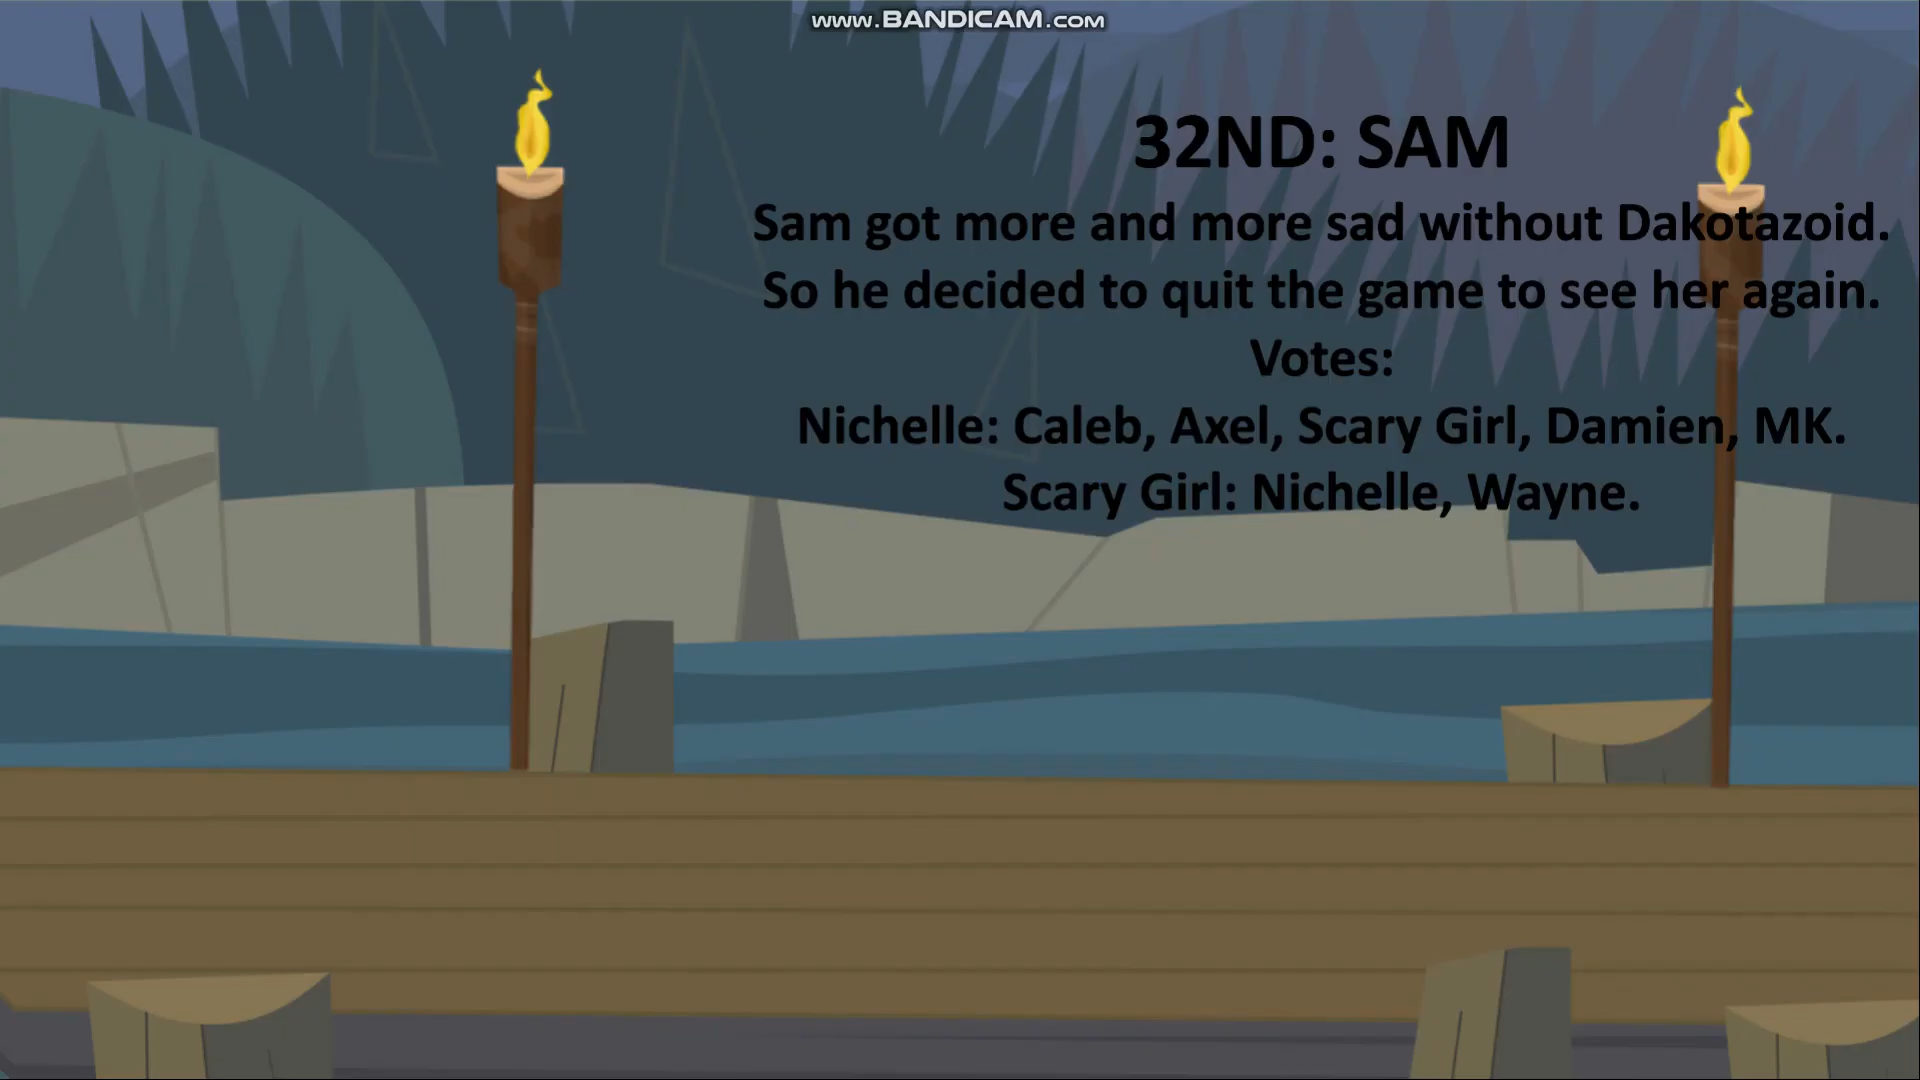 www.BANDICAM.com
32ND: SAM
Sam got more and more sad without Dakotazoid.
So he decided to quit the game to see her again.
Votes:
Nichelle: Caleb, Axel, Scary Girl, Damien, MK.
Scary Girl: Nichelle, Wayne.